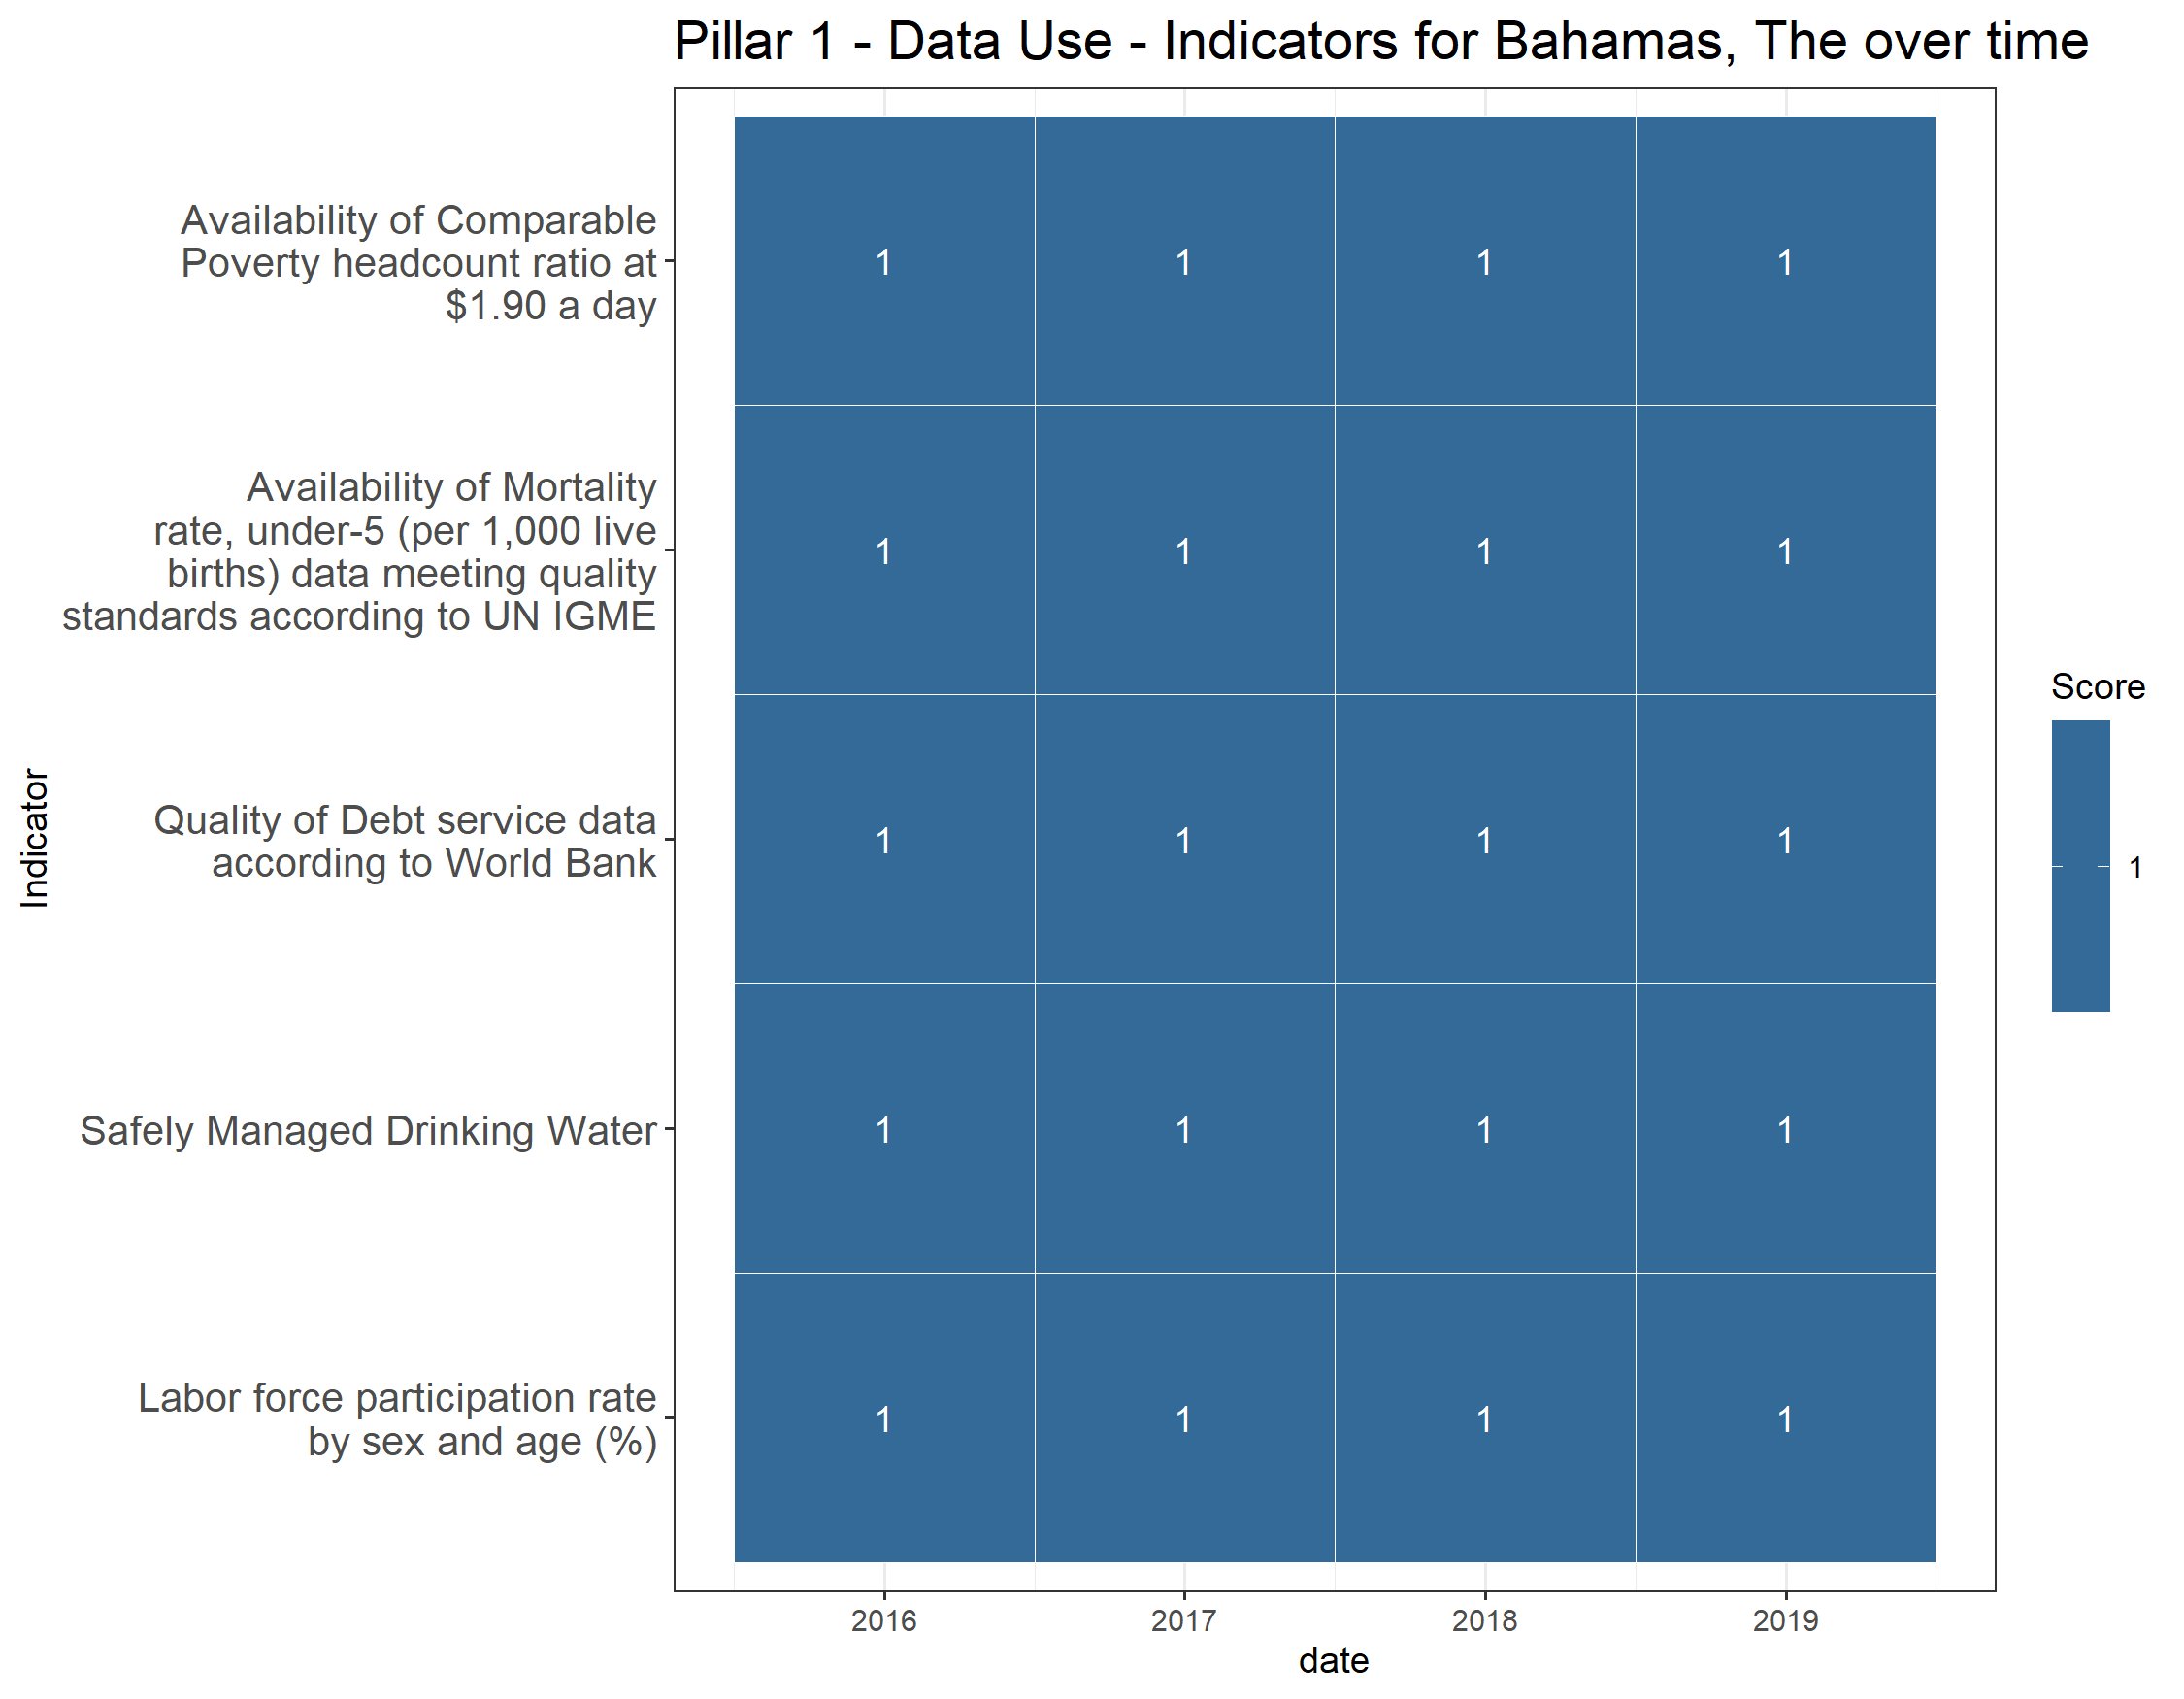 Pillar 1 - Data Use - Indicators for Bahamas, The over time
Indicator
Availability of Comparable
Poverty headcount ratio at
$1.90 a day
1 1 1 1
Availability of Mortality
rate, under-5 (per 1,000 live
births) data meeting quality
standards according to UN IGME
1 1 1 1
Quality of Debt service data
according to World Bank
1 1 1 1
Safely Managed Drinking Water
1 1 1 1
Labor force participation rate
by sex and age (%)
1 1 1 1
2016 2017 2018 2019
date
Score
1